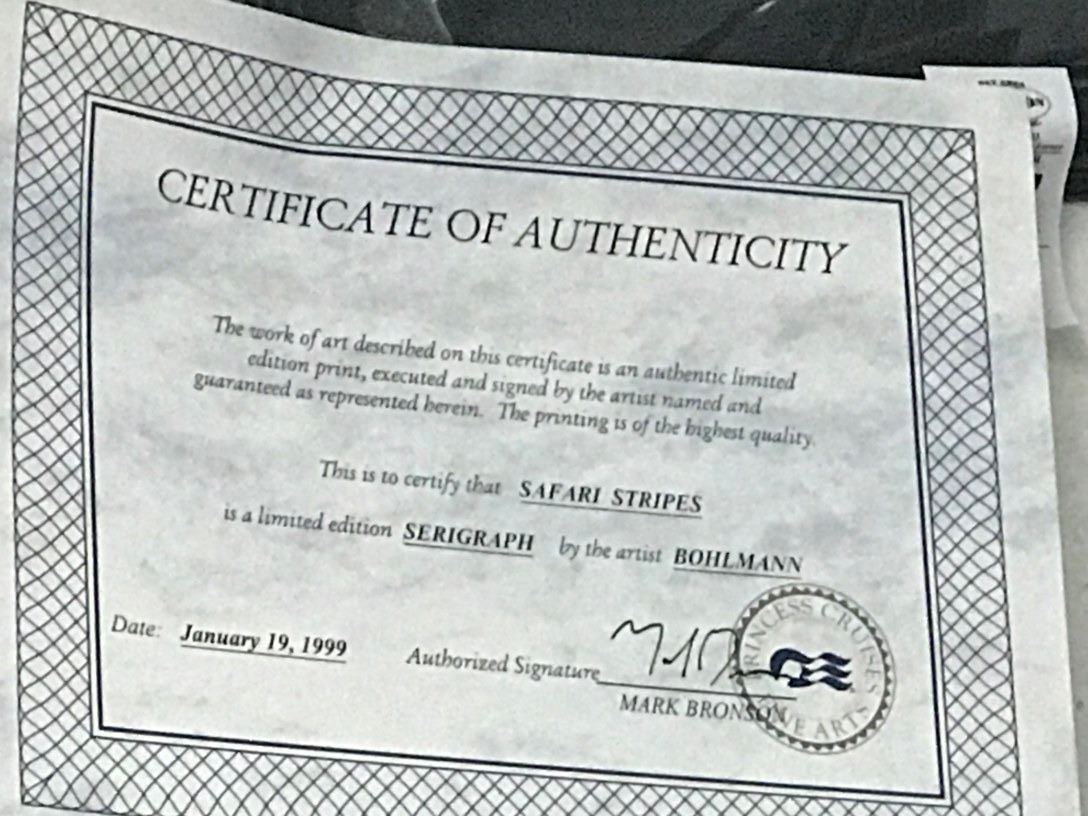 CERTIFICATE OF AUTHENTICITY
The work of art described on this certificate is an authentic limited
edition print, executed and signed by the artist named and
guaranteed as represented herein. The printing is of the highest quality.
This is to certify that SAFARI STRIPES
is a limited edition SERIGRAPH by the artist BOHLMANN
Date: January 19, 1999 Authorized Signature
MARK BRONSON
PRINCESS CRUISES
ARTS